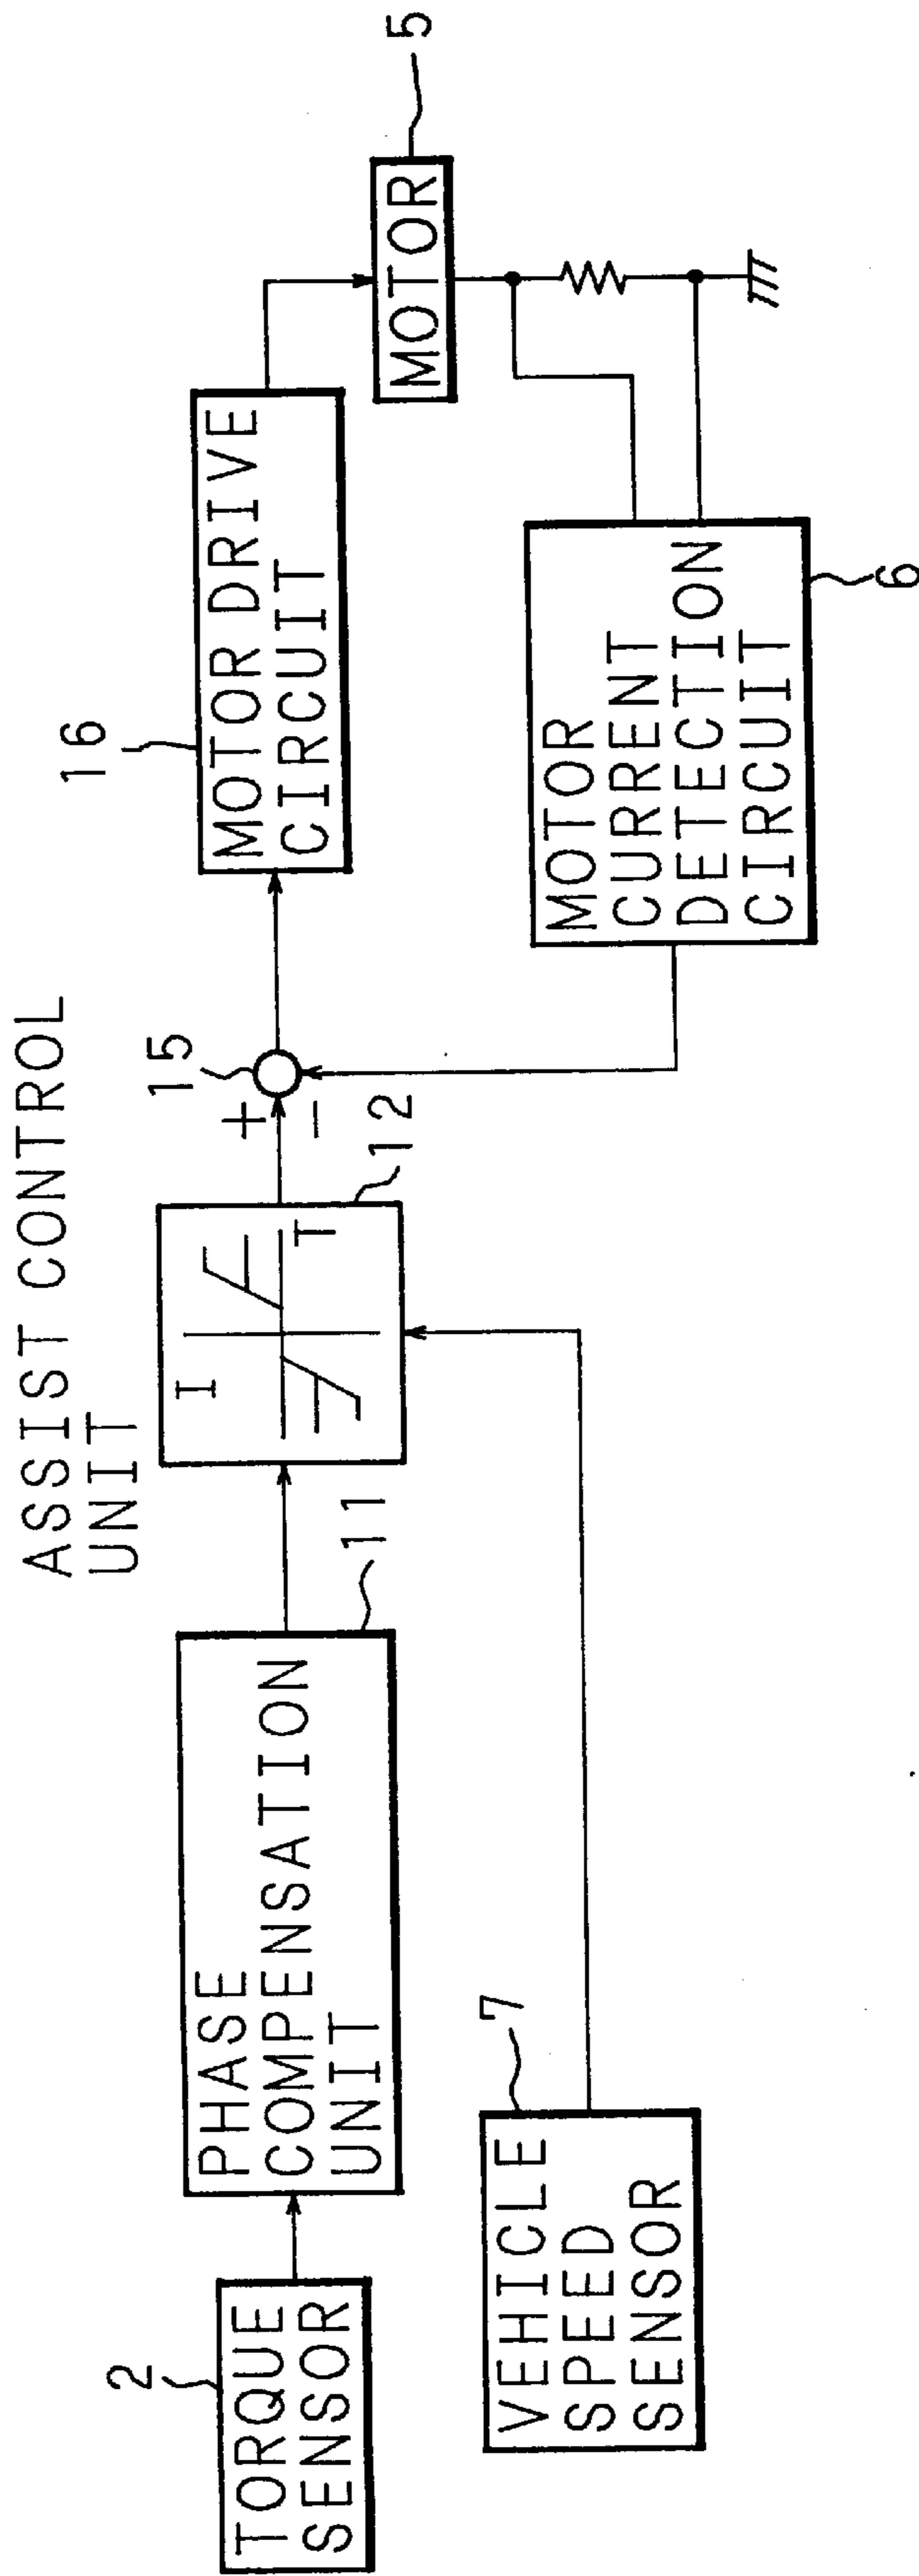 ASSIST CONTROL
UNIT
2
TORQUE
SENSOR
PHASE
COMPENSATION
UNIT
11
I
T
12
+
−
15
16
MOTOR DRIVE
CIRCUIT
MOTOR
5
7
VEHICLE
SPEED
SENSOR
MOTOR
CURRENT
DETECTION
CIRCUIT
6